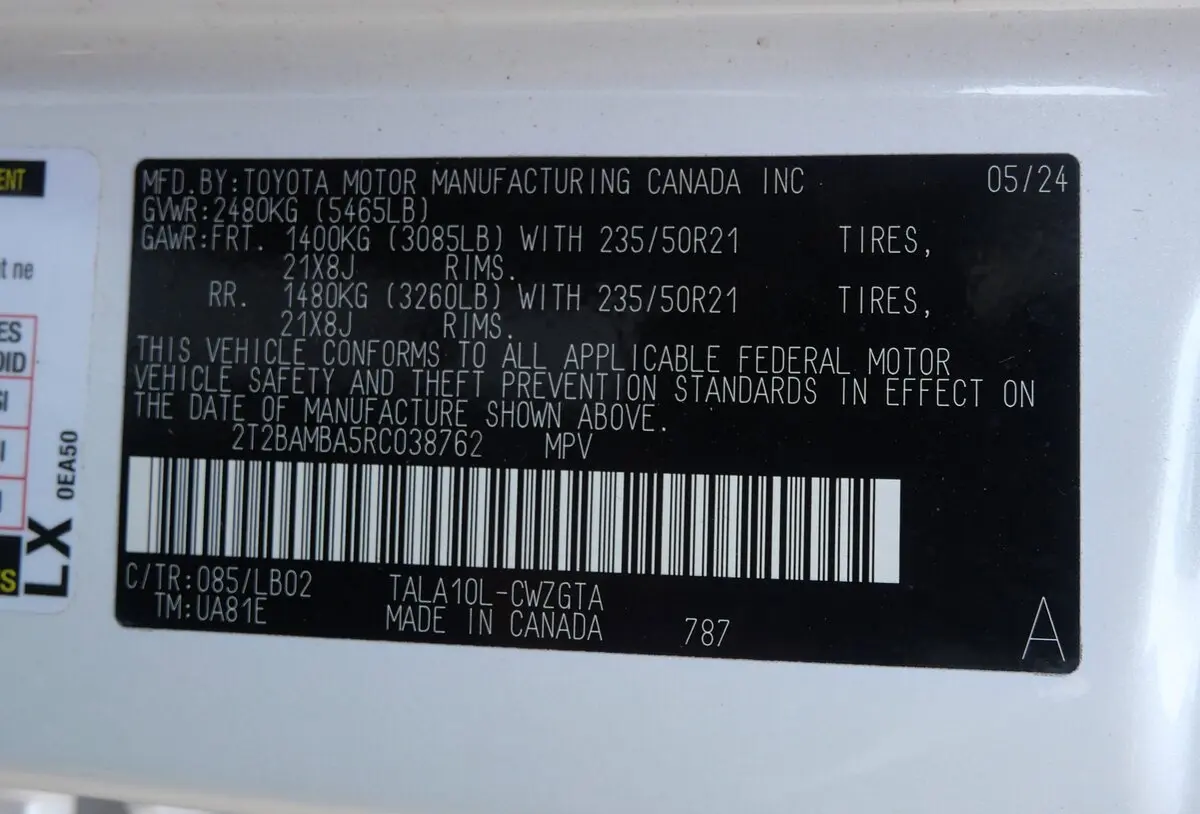 MFD.BY:TOYOTA MOTOR MANUFACTURING CANADA INC 05/24
GVWR:2480KG (5465LB)
GAWR:FRT. 1400KG (3085LB) WITH 235/50R21 TIRES,
21X8J RIMS.
RR. 1480KG (3260LB) WITH 235/50R21 TIRES,
21X8J RIMS.
THIS VEHICLE CONFORMS TO ALL APPLICABLE FEDERAL MOTOR
VEHICLE SAFETY AND THEFT PREVENTION STANDARDS IN EFFECT ON
THE DATE OF MANUFACTURE SHOWN ABOVE.
2T2BAMBA5RC038762 MPV
C/TR:085/LB02 TALA10L-CWZGTA
TM:UA81E MADE IN CANADA 787
A
ne
LX 0EA50